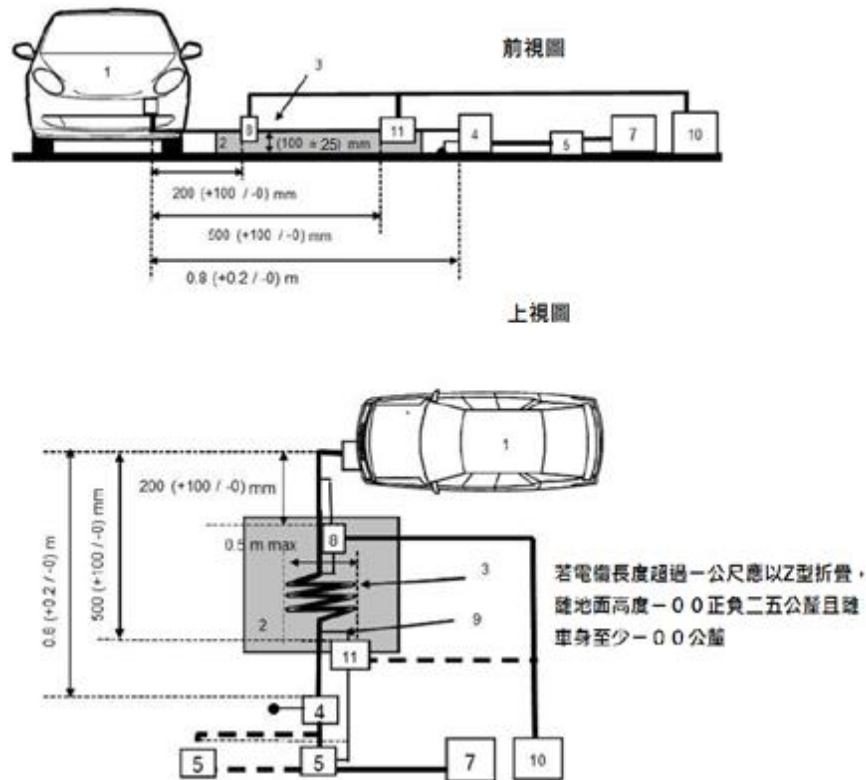 前視圖
1
3
11
4
7
10
5
2
(100 ± 25) mm
200 (+100 / -0) mm
500 (+100 / -0) mm
0.8 (+0.2 / -0) m
上視圖
1
200 (+100 / -0) mm
500 (+100 / -0) mm
0.8 (+0.2 / -0) m
0.5 m max
8
3
2
9
11
4
5
5
7
10
若電纜長度超過一公尺應以Z型折疊，
離地面高度一００正負二五公釐且離
車身至少一００公釐